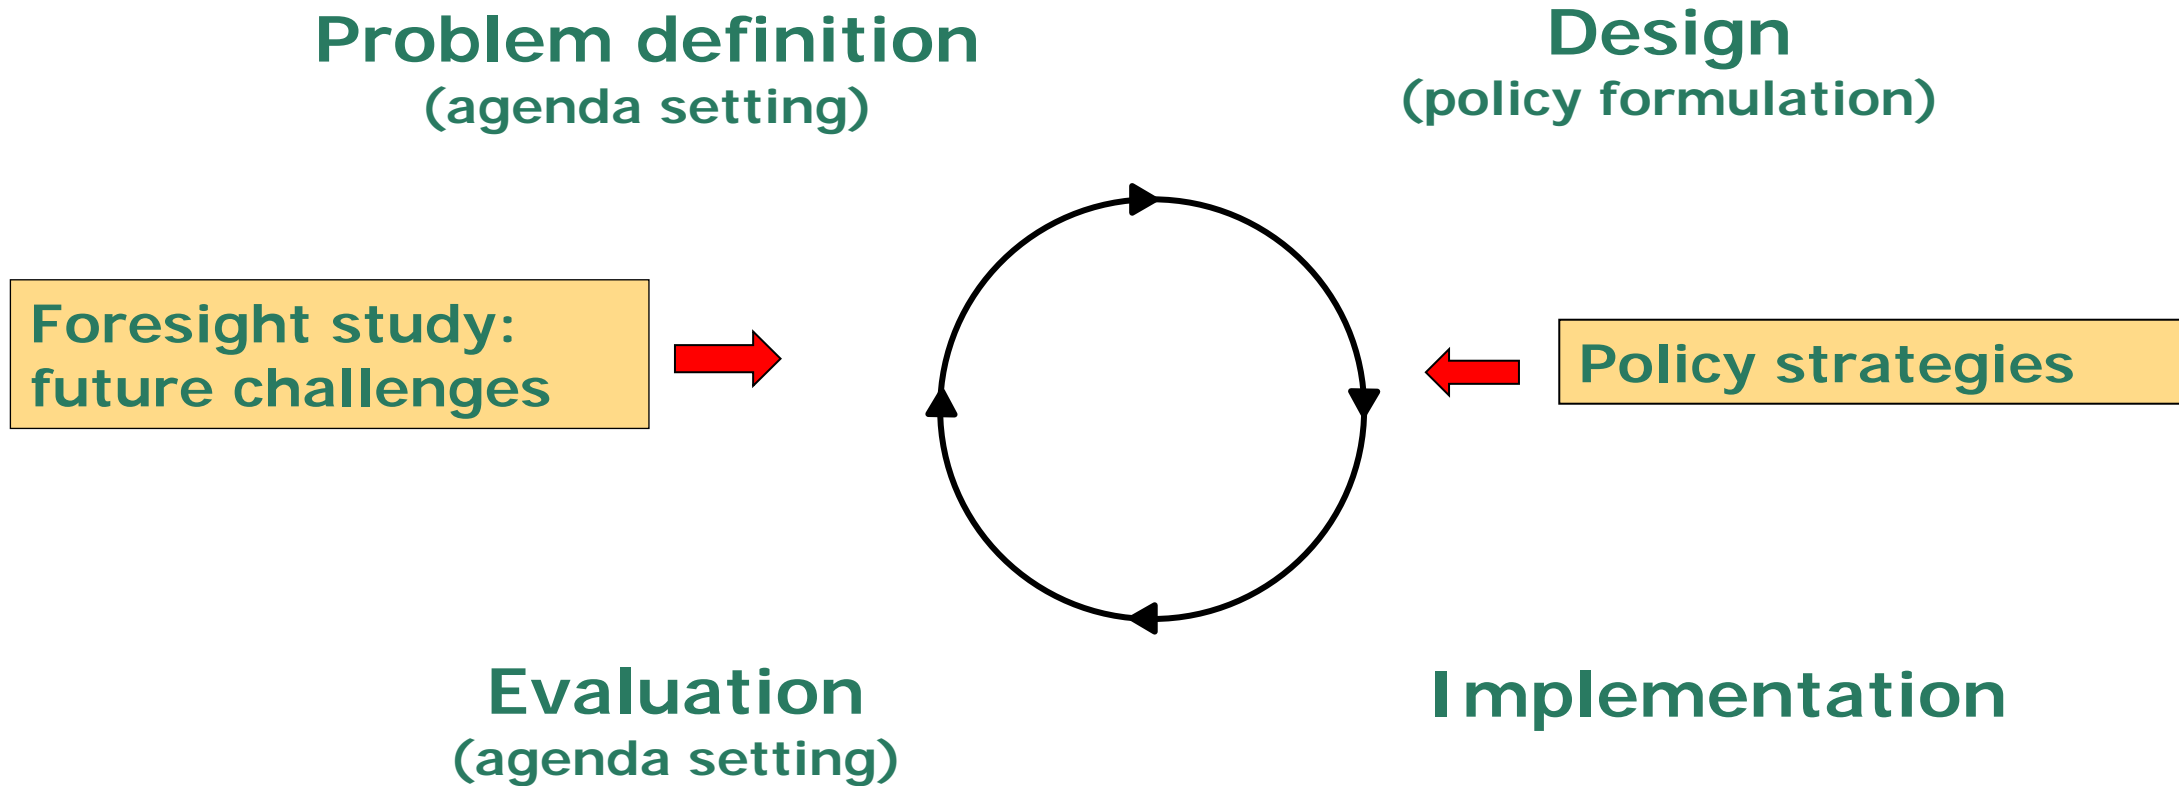 Problem definition
(agenda setting)
Design
(policy formulation)
Foresight study:
future challenges
Policy strategies
Evaluation
(agenda setting)
Implementation